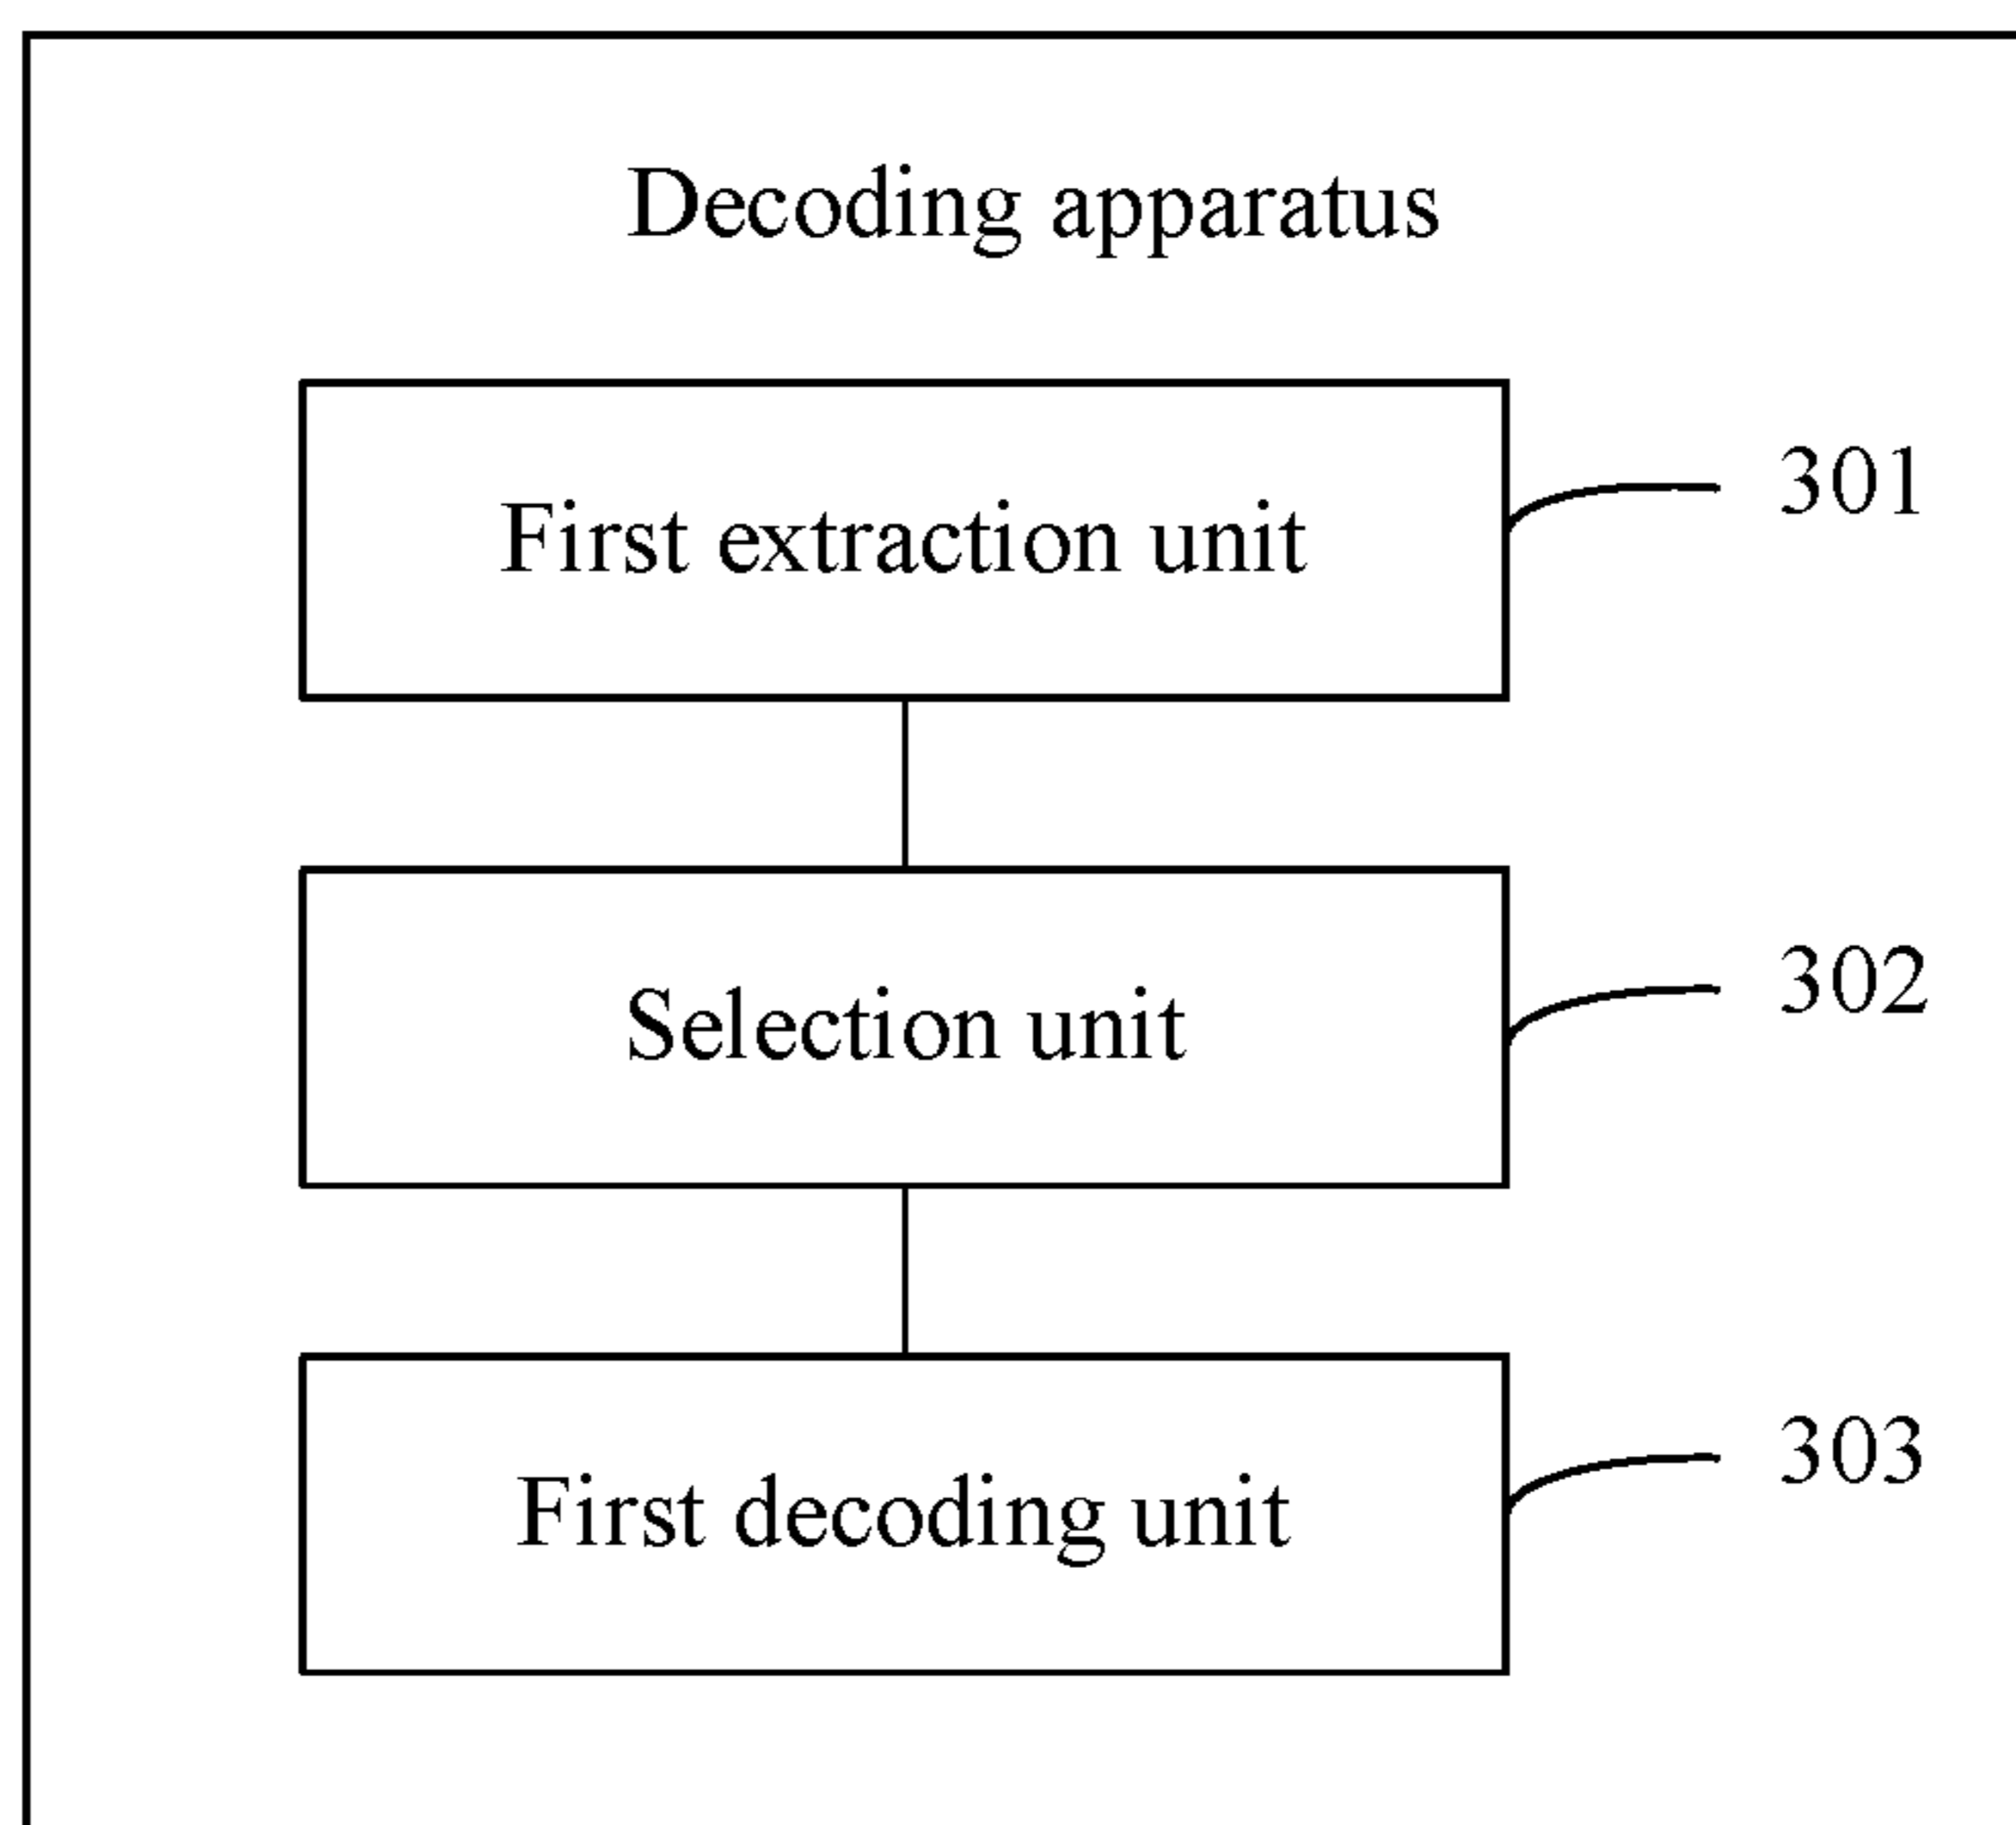 Decoding apparatus
First extraction unit
301
Selection unit
302
First decoding unit
303